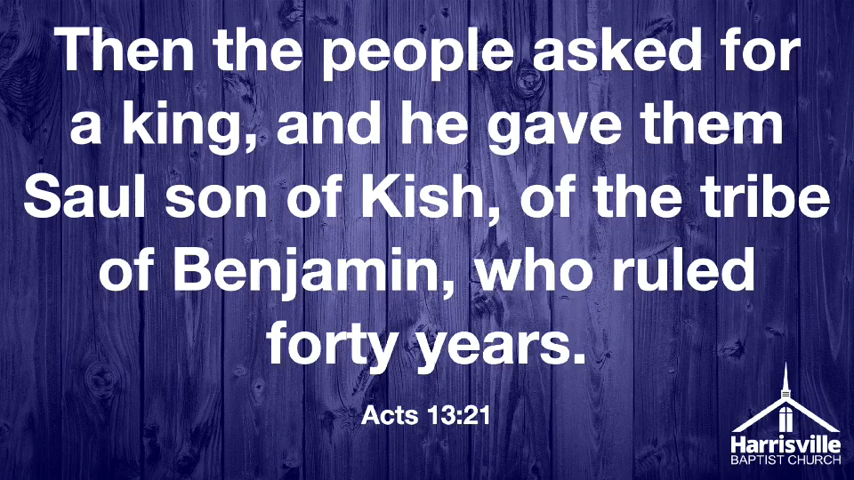 Then the people asked for
a king, and he gave them
Saul son of Kish, of the tribe
of Benjamin, who ruled
forty years.
Acts 13:21
Harrisville
BAPTIST CHURCH